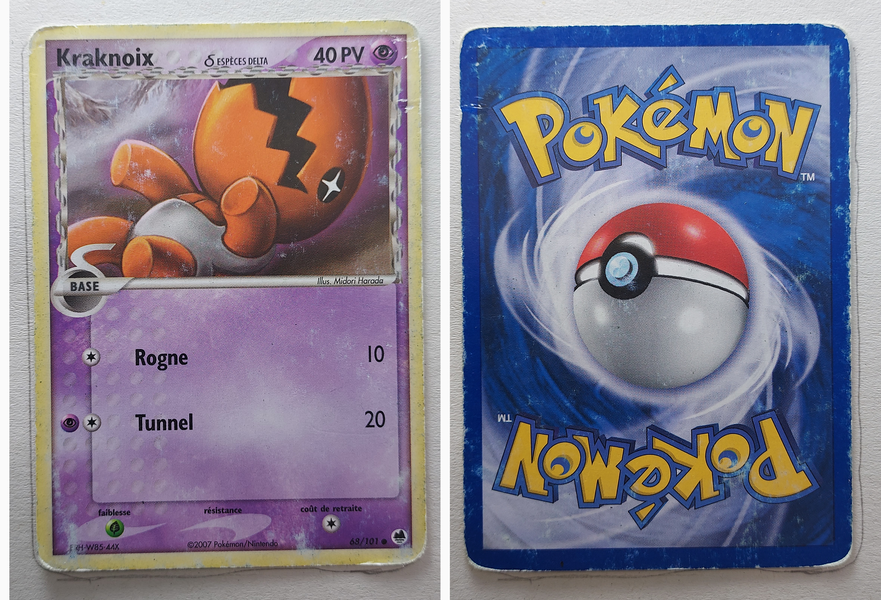 Kraknoix
δ ESPÈCES DELTA
40 PV
BASE
Illus. Midori Harada
Rogne 10
Tunnel 20
faiblesse résistance coût de retraite
©2007 Pokémon/Nintendo
68/101
POKéMON
TM
TM
POKéMON